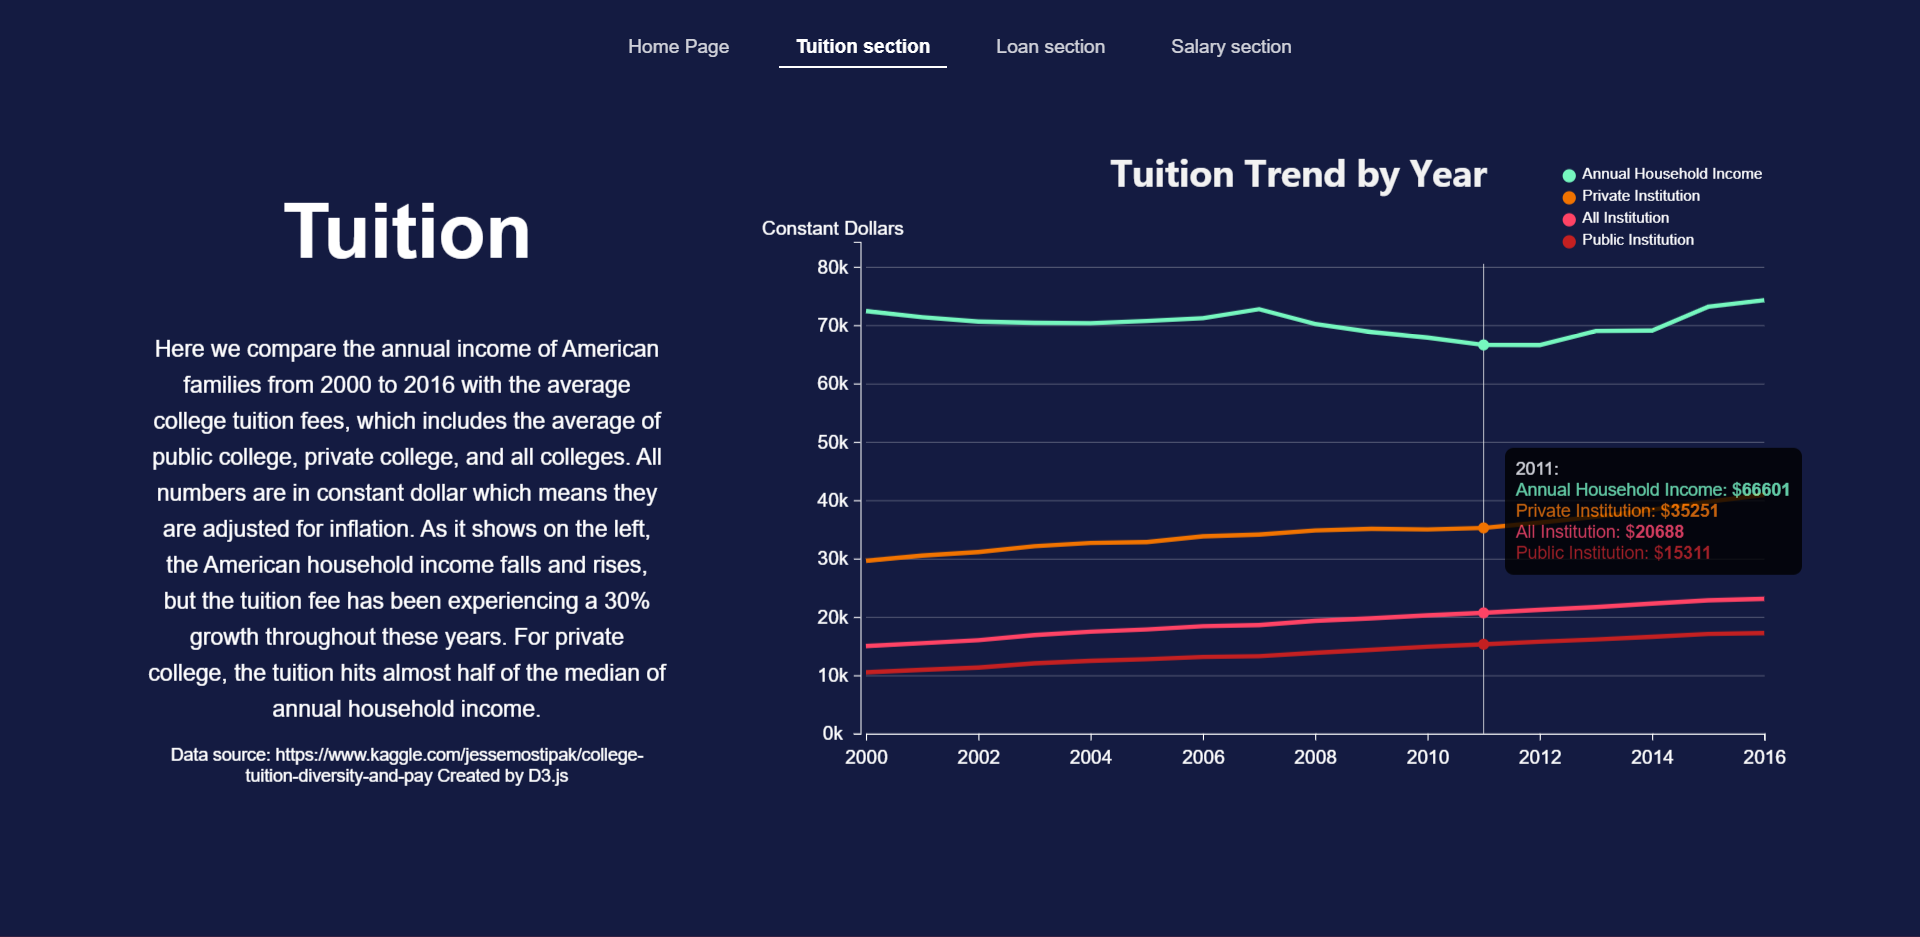 Home Page
Tuition section
Loan section
Salary section
Tuition
Here we compare the annual income of American
families from 2000 to 2016 with the average
college tuition fees, which includes the average of
public college, private college, and all colleges. All
numbers are in constant dollar which means they
are adjusted for inflation. As it shows on the left,
the American household income falls and rises,
but the tuition fee has been experiencing a 30%
growth throughout these years. For private
college, the tuition hits almost half of the median of
annual household income.
Data source: https://www.kaggle.com/jessemostipak/college-
tuition-diversity-and-pay Created by D3.js
Tuition Trend by Year
Annual Household Income
Private Institution
All Institution
Public Institution
Constant Dollars
80k
70k
60k
50k
40k
30k
20k
10k
0k
2011:
Annual Household Income: $66601
Private Institution: $35251
All Institution: $20688
Public Institution: $15311
2000 2002 2004 2006 2008 2010 2012 2014 2016